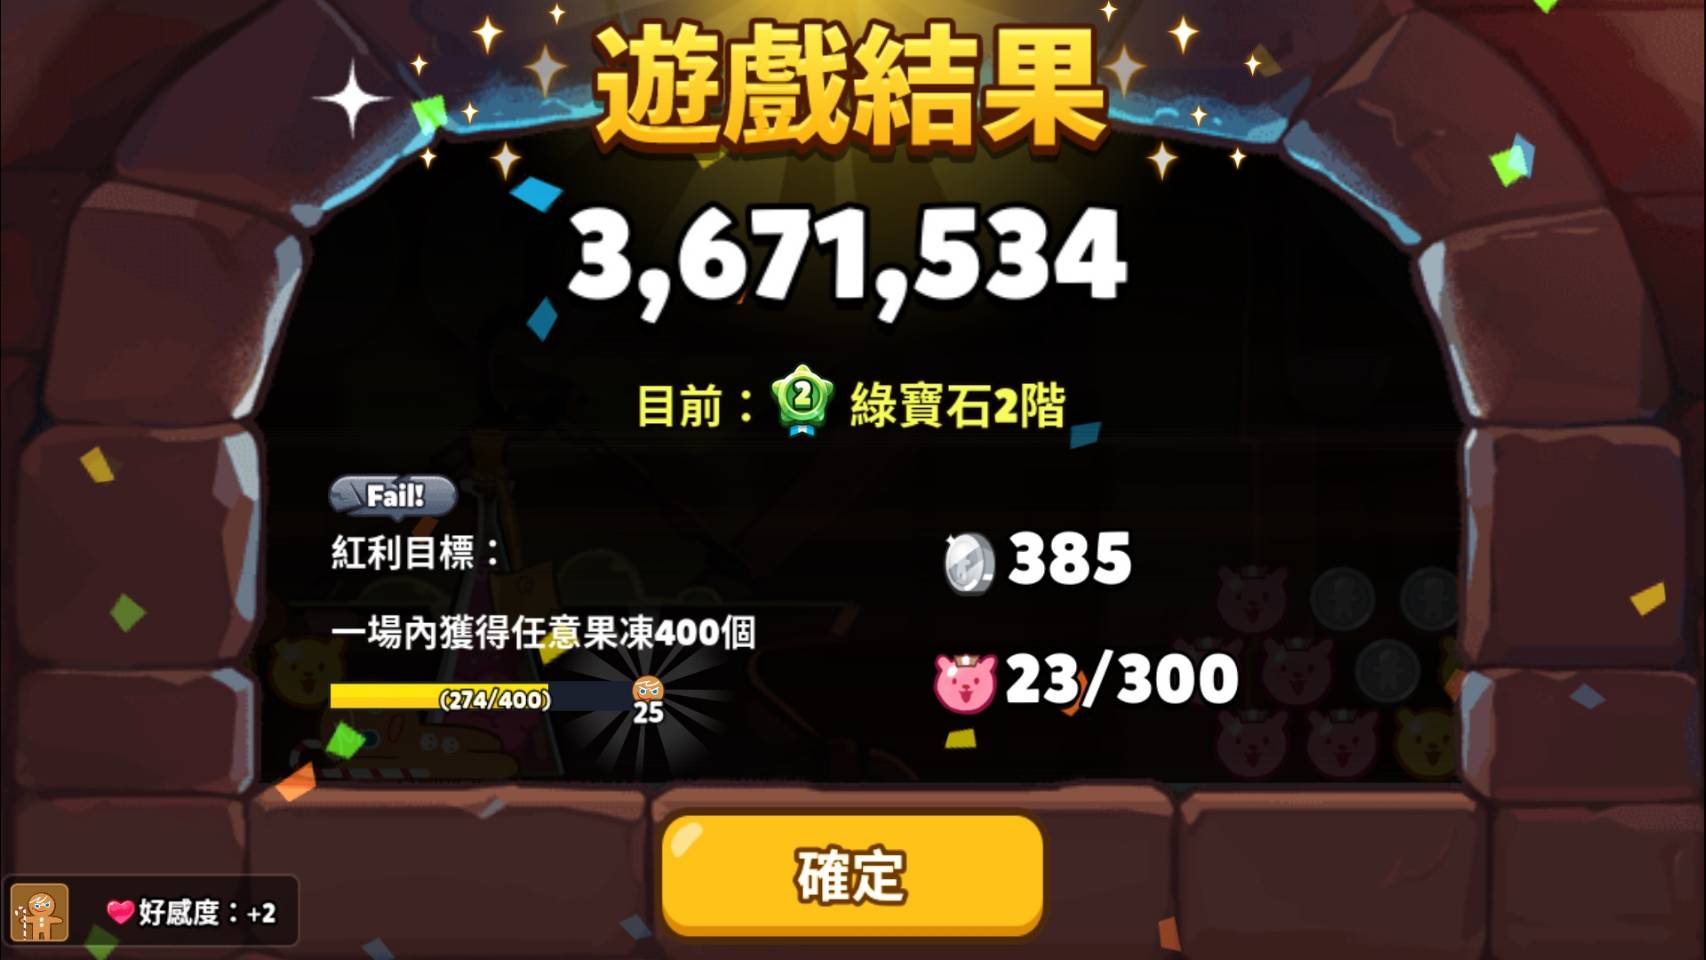 遊戲結果
3,671,534
目前：2 綠寶石2階
Fail!
紅利目標：
一場內獲得任意果凍400個
(274/400)
25
385
23/300
確定
好感度：+2